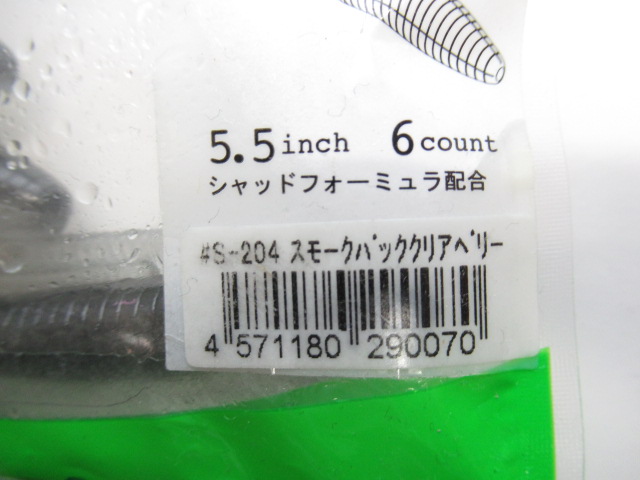 5.5inch 6count
シャッドフォーミュラ配合
#S-204 スモークバッククリアベリー
4 571180 290070